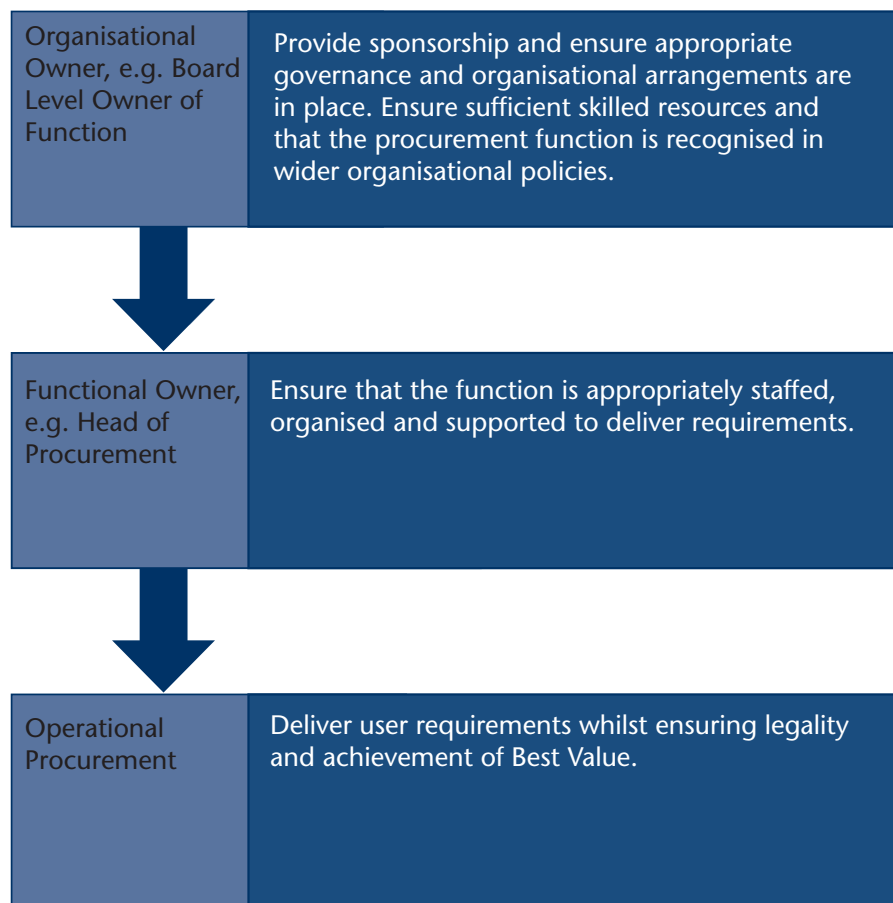 Organisational
Owner, e.g. Board
Level Owner of
Function
Provide sponsorship and ensure appropriate
governance and organisational arrangements are
in place. Ensure sufficient skilled resources and
that the procurement function is recognised in
wider organisational policies.
Functional Owner,
e.g. Head of
Procurement
Ensure that the function is appropriately staffed,
organised and supported to deliver requirements.
Operational
Procurement
Deliver user requirements whilst ensuring legality
and achievement of Best Value.